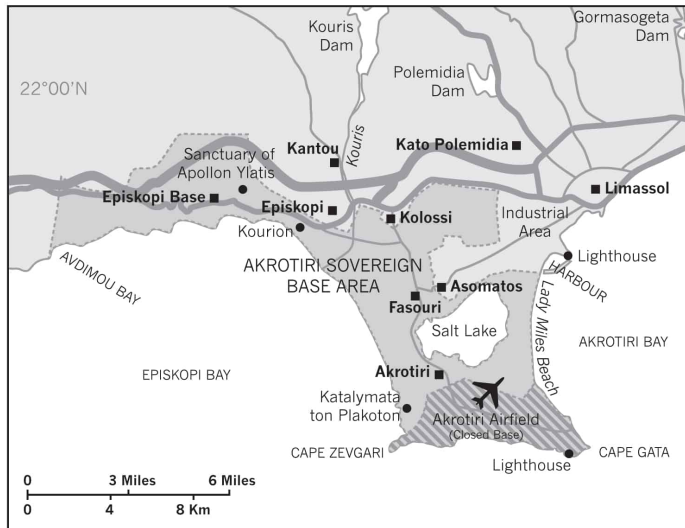 Kouris
Dam
Gormasogeta
Dam
Polemidia
Dam
22°00'N
Kouris
Kantou
Kato Polemidia
Sanctuary of
Apollon Ylatis
Episkopi Base
Episkopi
Limassol
Kolossi
Industrial
Area
Kourion
Lighthouse
AVDIMOU BAY
AKROTIRI SOVEREIGN
BASE AREA
HARBOUR
Asomatos
Fasouri
Lady Miles Beach
Salt Lake
AKROTIRI BAY
EPISKOPI BAY
Akrotiri
Katalymata
ton Plakoton
Akrotiri Airfield
(Closed Base)
CAPE ZEVGARI
CAPE GATA
Lighthouse
0 3 Miles 6 Miles
0 4 8 Km